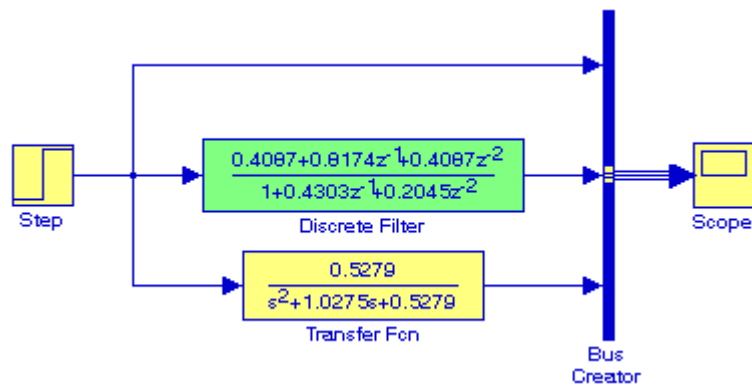 0.4087+0.8174z⁻¹+0.4087z⁻²
1+0.4303z⁻¹+0.2045z⁻²
Step
Discrete Filter
Scope
0.5279
s²+1.0275s+0.5279
Transfer Fcn
Bus
Creator